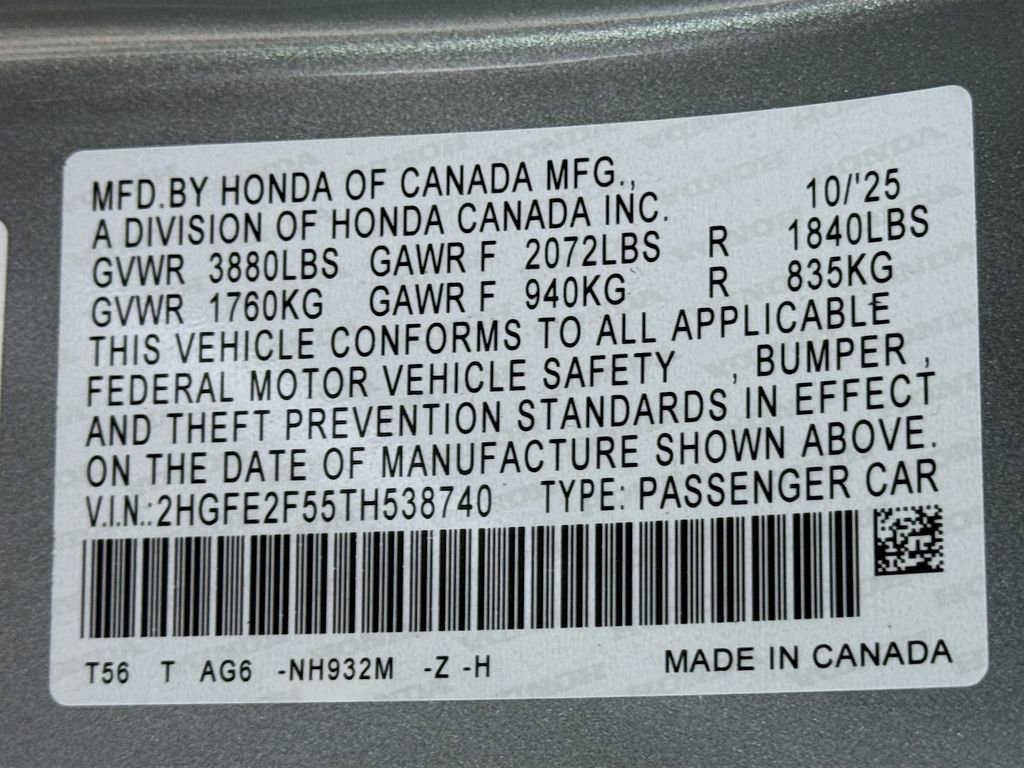 MFD.BY HONDA OF CANADA MFG.,
A DIVISION OF HONDA CANADA INC. 10/'25
GVWR 3880LBS GAWR F 2072LBS R 1840LBS
GVWR 1760KG GAWR F 940KG R 835KG
THIS VEHICLE CONFORMS TO ALL APPLICABLE
FEDERAL MOTOR VEHICLE SAFETY , BUMPER ,
AND THEFT PREVENTION STANDARDS IN EFFECT
ON THE DATE OF MANUFACTURE SHOWN ABOVE.
V.I.N.:2HGFE2F55TH538740 TYPE: PASSENGER CAR
T56 T AG6 -NH932M -Z -H MADE IN CANADA